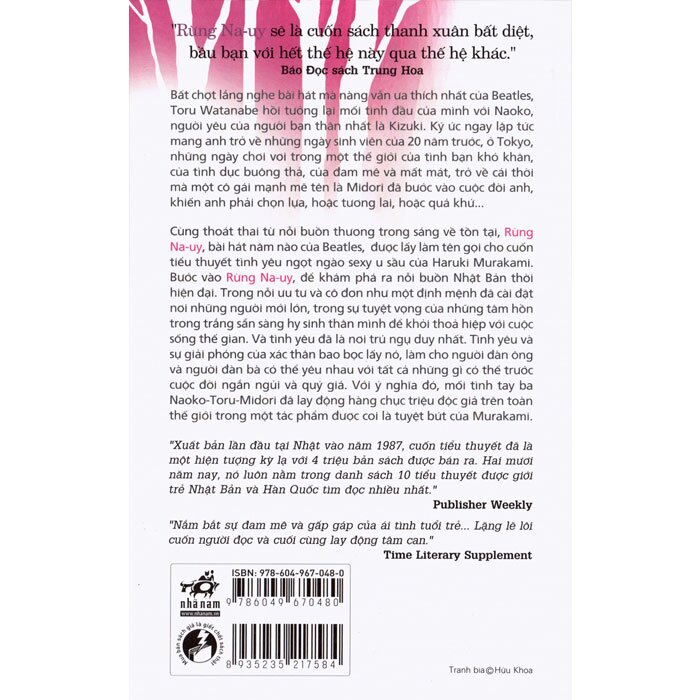 "Rừng Na-uy sẽ là cuốn sách thanh xuân bất diệt,
bầu bạn với hết thế hệ này qua thế hệ khác."
Báo Đọc sách Trung Hoa
Bất chợt lắng nghe bài hát mà nàng vẫn ưa thích nhất của Beatles,
Toru Watanabe hồi tưởng lại mối tình đầu của mình với Naoko,
người yêu của người bạn thân nhất là Kizuki. Ký ức ngay lập tức
mang anh trở về những ngày sinh viên của 20 năm trước, ở Tokyo,
những ngày chơi vơi trong một thế giới của tình bạn khó khăn,
của tình dục buông thả, của đam mê và mất mát, trở về cái thời
mà một cô gái mạnh mẽ tên là Midori đã bước vào cuộc đời anh,
khiến anh phải chọn lựa, hoặc tương lai, hoặc quá khứ...
Cùng thoát thai từ nỗi buồn thương trong sáng về tồn tại, Rừng
Na-uy, bài hát năm nào của Beatles, được lấy làm tên gọi cho cuốn
tiểu thuyết tình yêu ngọt ngào sexy u sầu của Haruki Murakami.
Bước vào Rừng Na-uy, để khám phá ra nỗi buồn Nhật Bản thời
hiện đại. Trong nỗi ưu tư và cô đơn như một định mệnh đã cài đặt
nơi những người mới lớn, trong sự tuyệt vọng của những tâm hồn
trong trắng sẵn sàng hy sinh thân mình để khỏi thoả hiệp với cuộc
sống thế gian. Và tình yêu đã là nơi trú ngụ duy nhất. Tình yêu và
sự giải phóng của xác thân bao bọc lấy nó, làm cho người đàn ông
và người đàn bà có thể yêu nhau với tất cả những gì có thể trước
cuộc đời ngắn ngủi và quý giá. Với ý nghĩa đó, mối tình tay ba
Naoko-Toru-Midori đã lay động hàng chục triệu độc giả trên toàn
thế giới trong một tác phẩm được coi là tuyệt bút của Murakami.
"Xuất bản lần đầu tại Nhật vào năm 1987, cuốn tiểu thuyết đã là
một hiện tượng kỳ lạ với 4 triệu bản sách được bán ra. Hai mươi
năm nay, nó luôn nằm trong danh sách 10 tiểu thuyết được giới
trẻ Nhật Bản và Hàn Quốc tìm đọc nhiều nhất."
Publisher Weekly
"Nắm bắt sự đam mê và gấp gáp của ái tình tuổi trẻ... Lặng lẽ lôi
cuốn người đọc và cuối cùng lay động tâm can."
Time Literary Supplement
nhã nam
www.nhanam.vn
ISBN: 978-604-967-048-0
9 786049 670480
Mua bán sách giả là giết chết sách thật
8 935235 217584
Tranh bìa©Hữu Khoa